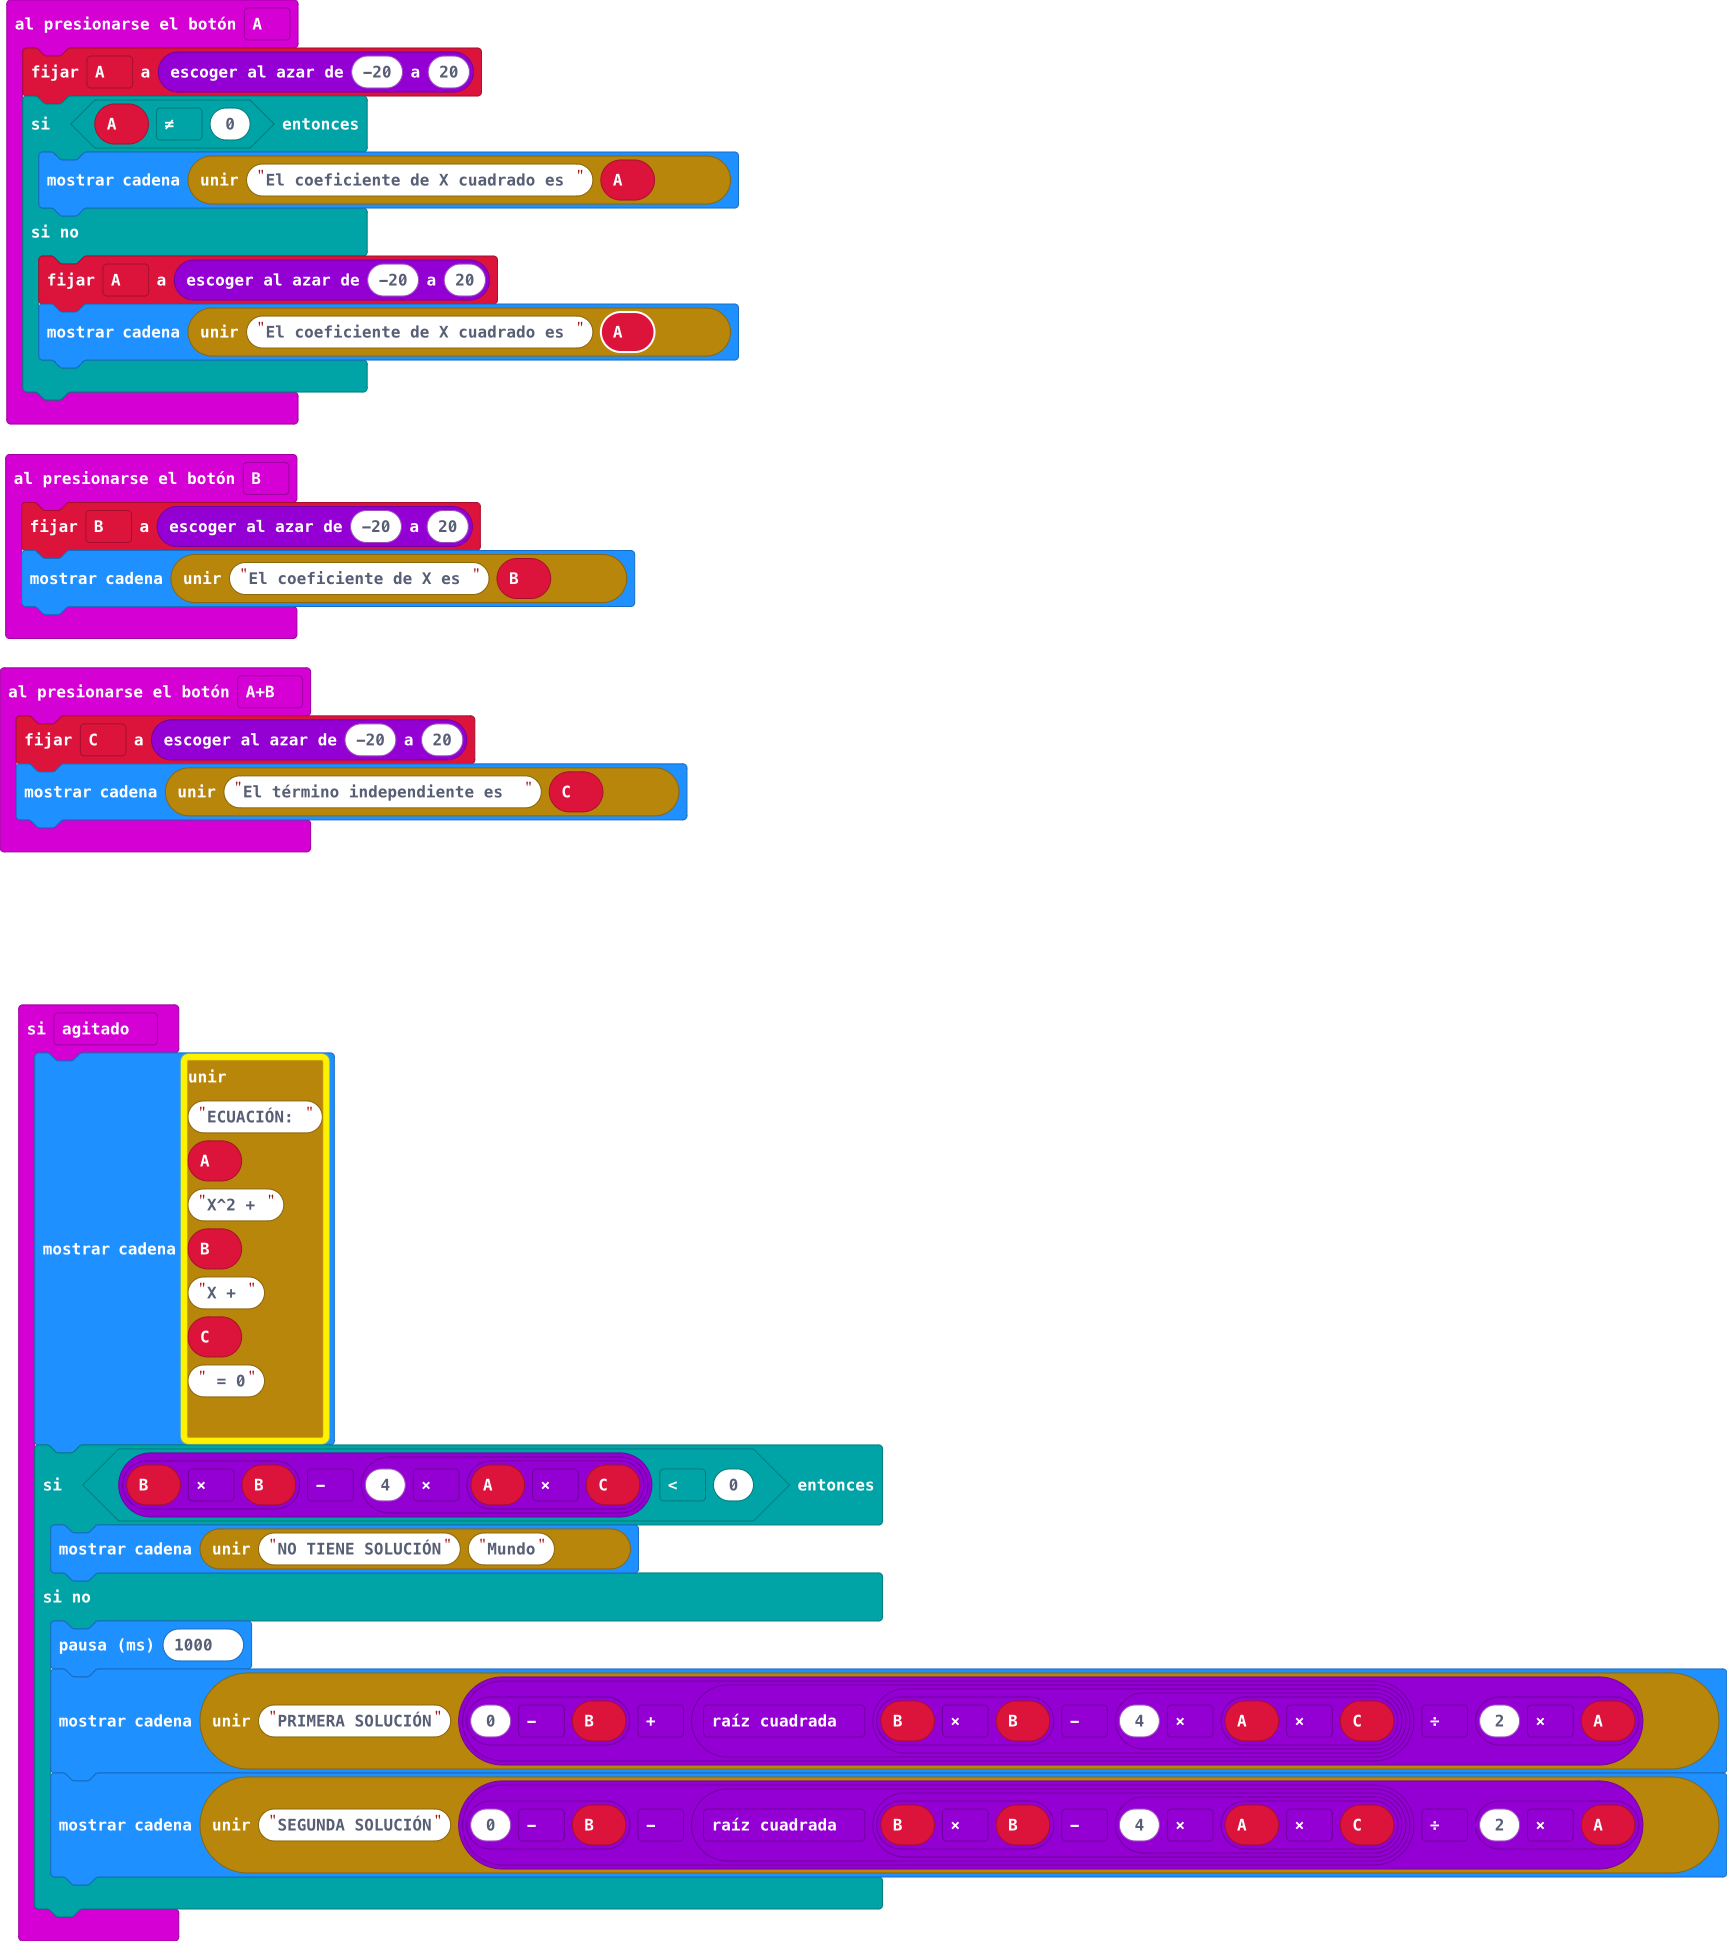 al presionarse el botón A
fijar A a escoger al azar de -20 a 20
si A ≠ 0 entonces
mostrar cadena unir "El coeficiente de X cuadrado es " A
si no
fijar A a escoger al azar de -20 a 20
mostrar cadena unir "El coeficiente de X cuadrado es " A
al presionarse el botón B
fijar B a escoger al azar de -20 a 20
mostrar cadena unir "El coeficiente de X es " B
al presionarse el botón A+B
fijar C a escoger al azar de -20 a 20
mostrar cadena unir "El término independiente es  " C
si agitado
unir
"ECUACIÓN: "
A
"X^2 + "
mostrar cadena B
"X + "
C
" = 0"
si B × B - 4 × A × C < 0 entonces
mostrar cadena unir "NO TIENE SOLUCIÓN" "Mundo"
si no
pausa (ms) 1000
mostrar cadena unir "PRIMERA SOLUCIÓN" 0 - B + raíz cuadrada B × B - 4 × A × C ÷ 2 × A
mostrar cadena unir "SEGUNDA SOLUCIÓN" 0 - B - raíz cuadrada B × B - 4 × A × C ÷ 2 × A